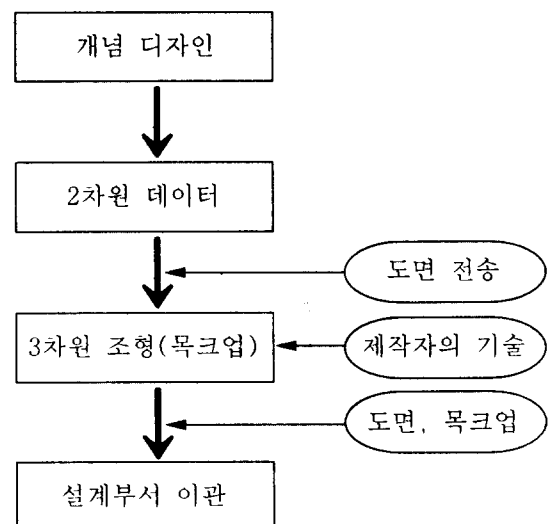 개념 디자인
2차원 데이터
도면 전송
3차원 조형(목크업)
제작자의 기술
도면, 목크업
설계부서 이관